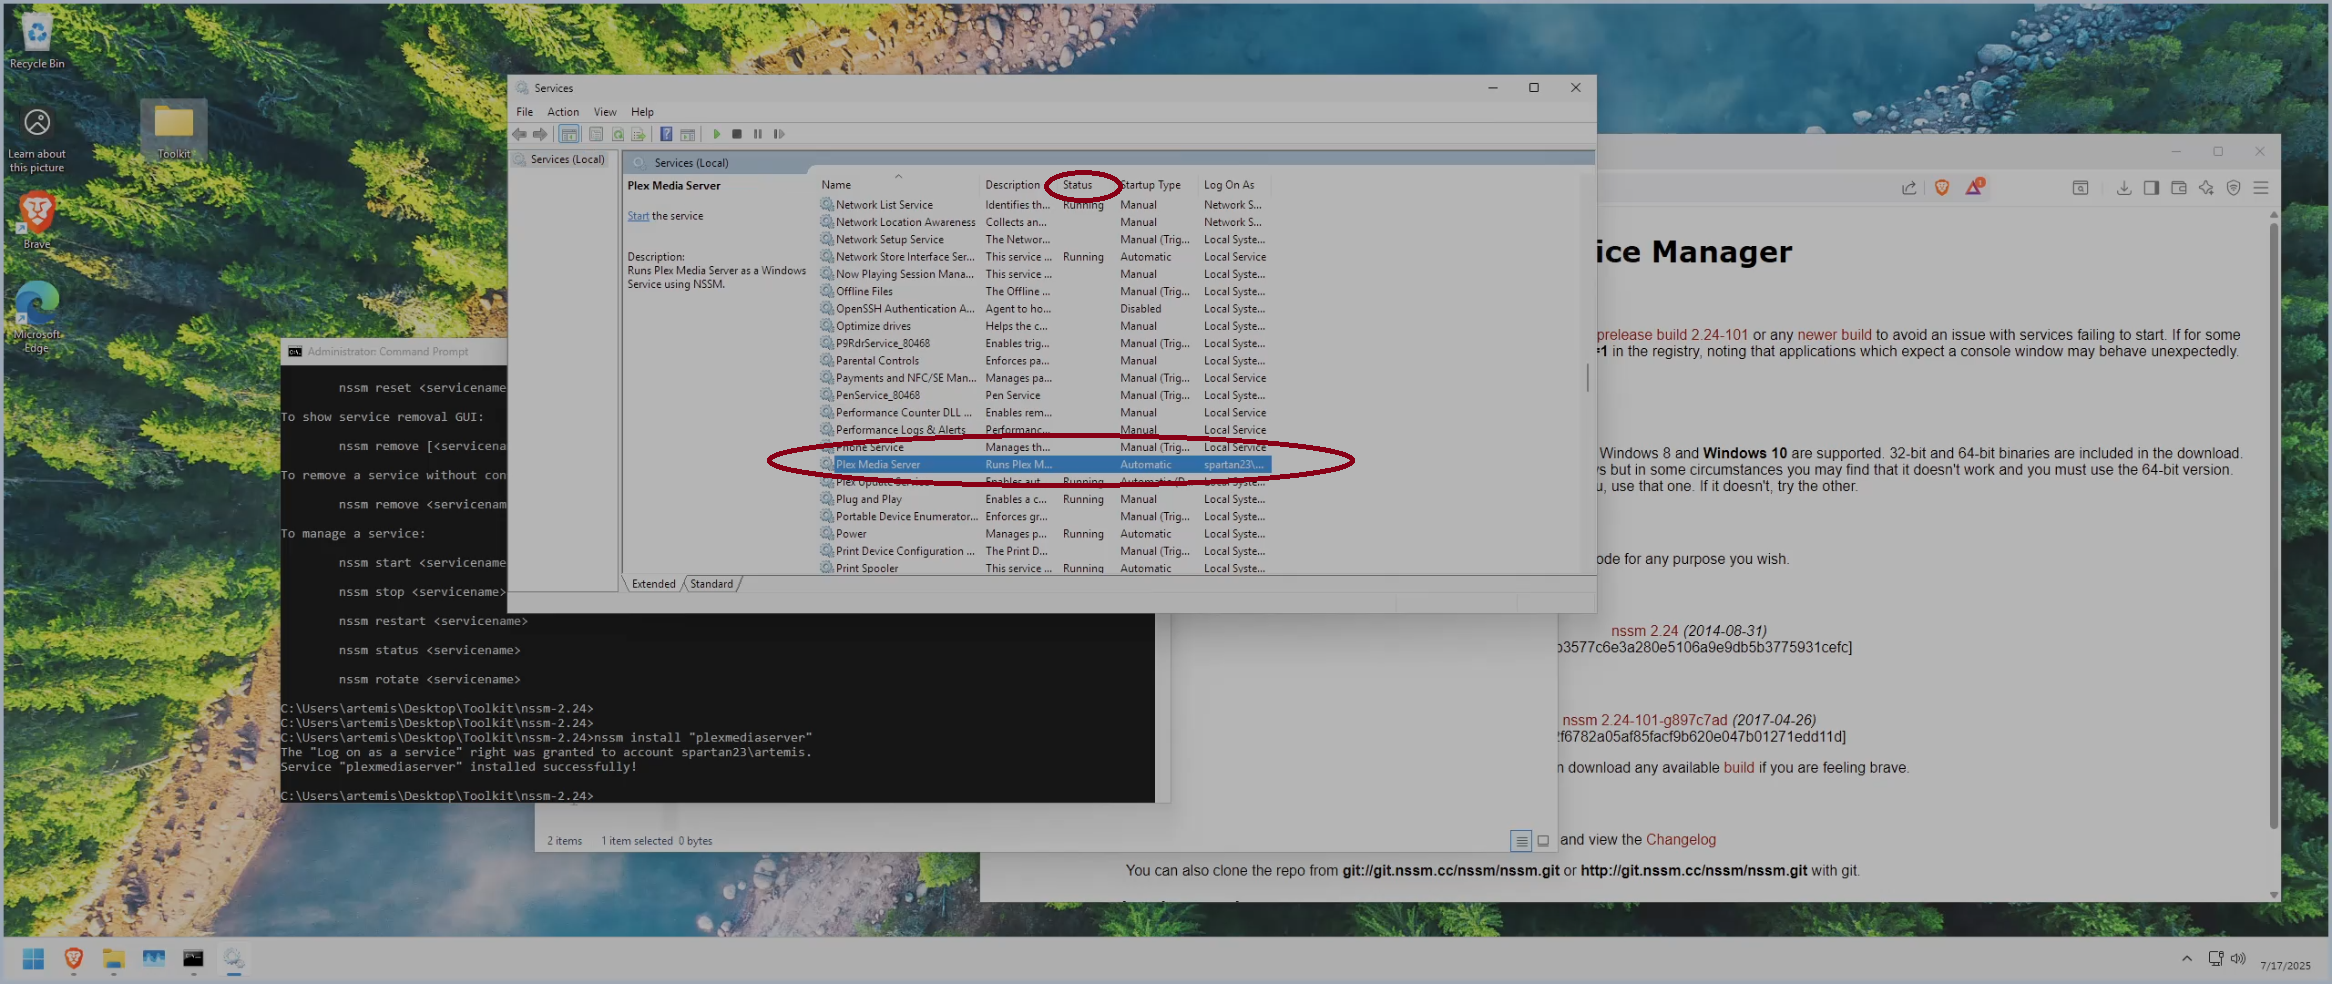 Recycle Bin
Learn about
this picture
Toolkit
Brave
Microsoft
Edge
Services
File Action View Help
Services (Local)
Services (Local)
Plex Media Server
Start the service
Description:
Runs Plex Media Server as a Windows
Service using NSSM.
Name Description Status Startup Type Log On As
Network List Service Identifies th... Running Manual Network S...
Network Location Awareness Collects an... Manual Network S...
Network Setup Service The Networ... Manual (Trig... Local Syste...
Network Store Interface Ser... This service ... Running Automatic Local Service
Now Playing Session Mana... This service ... Manual Local Syste...
Offline Files The Offline ... Manual (Trig... Local Syste...
OpenSSH Authentication A... Agent to ho... Disabled Local Syste...
Optimize drives Helps the c... Manual Local Syste...
P9RdrService_80468 Enables trig... Manual (Trig... Local Syste...
Parental Controls Enforces pa... Manual Local Syste...
Payments and NFC/SE Man... Manages pa... Manual (Trig... Local Service
PenService_80468 Pen Service Manual (Trig... Local Syste...
Performance Counter DLL ... Enables rem... Manual Local Service
Performance Logs & Alerts Performanc... Manual Local Service
Phone Service Manages th... Manual (Trig... Local Service
Plex Media Server Runs Plex M... Automatic spartan23\...
Plex Update Service Enables aut... Running Automatic (D... Local Syste...
Plug and Play Enables a c... Running Manual Local Syste...
Portable Device Enumerator... Enforces gr... Manual (Trig... Local Syste...
Power Manages p... Running Automatic Local Syste...
Print Device Configuration ... The Print D... Manual (Trig... Local Syste...
Print Spooler This service ... Running Automatic Local Syste...
Extended Standard
Administrator: Command Prompt
nssm reset <servicename
To show service removal GUI:
nssm remove [<servicena
To remove a service without con
nssm remove <servicenam
To manage a service:
nssm start <servicename
nssm stop <servicename>
nssm restart <servicename>
nssm status <servicename>
nssm rotate <servicename>
C:\Users\artemis\Desktop\Toolkit\nssm-2.24>
C:\Users\artemis\Desktop\Toolkit\nssm-2.24>
C:\Users\artemis\Desktop\Toolkit\nssm-2.24>nssm install "plexmediaserver"
The "Log on as a service" right was granted to account spartan23\artemis.
Service "plexmediaserver" installed successfully!
C:\Users\artemis\Desktop\Toolkit\nssm-2.24>
2 items 1 item selected 0 bytes
ice Manager
prelease build 2.24-101 or any newer build to avoid an issue with services failing to start. If for some
=1 in the registry, noting that applications which expect a console window may behave unexpectedly.
Windows 8 and Windows 10 are supported. 32-bit and 64-bit binaries are included in the download.
s but in some circumstances you may find that it doesn't work and you must use the 64-bit version.
u, use that one. If it doesn't, try the other.
ode for any purpose you wish.
nssm 2.24 (2014-08-31)
b3577c6e3a280e5106a9e9db5b3775931cefc]
nssm 2.24-101-g897c7ad (2017-04-26)
2f6782a05af85facf9b620e047b01271edd11d]
n download any available build if you are feeling brave.
and view the Changelog
You can also clone the repo from git://git.nssm.cc/nssm/nssm.git or http://git.nssm.cc/nssm/nssm.git with git.
7/17/2025